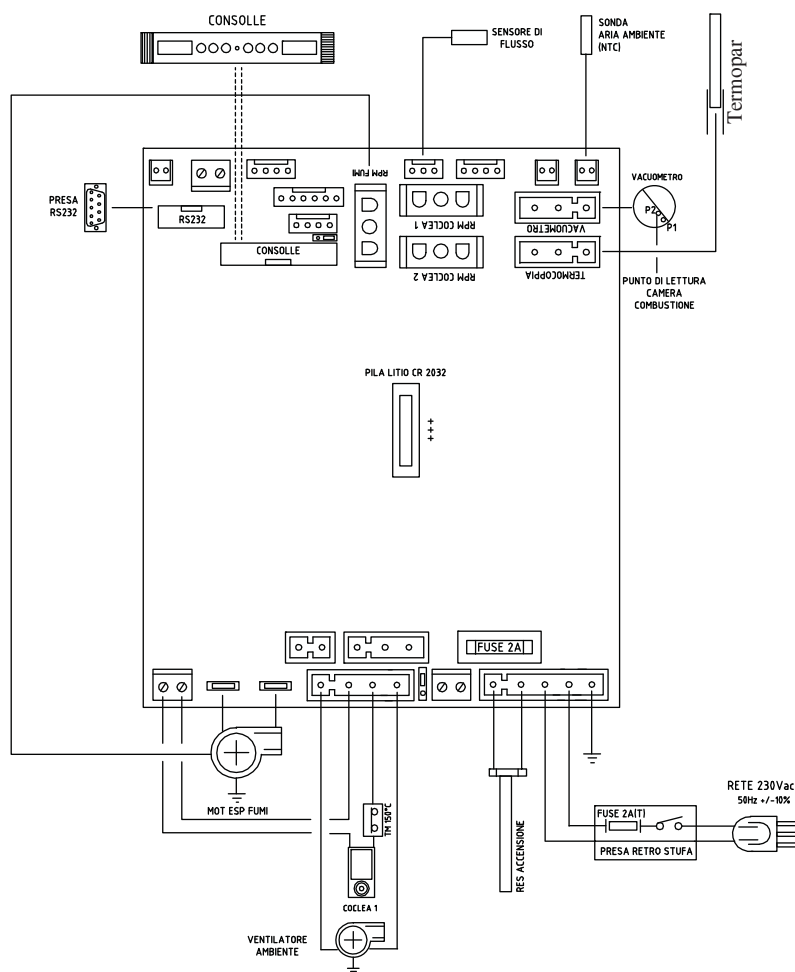 CONSOLLE
SENSORE DI
FLUSSO
SONDA
ARIA AMBIENTE
(NTC)
Termopar
PRESA
RS232
RS232
RPM FUMI
RPM COCLEA 1
VACUOMETRO
VACUOMETRO
P2
P1
CONSOLLE
RPM COCLEA 2
TERMOCOPPIA
PUNTO DI LETTURA
CAMERA
COMBUSTIONE
PILA LITIO CR 2032
+++
FUSE 2A
MOT ESP FUMI
TM 150°C
COCLEA 1
VENTILATORE
AMBIENTE
RES ACCENSIONE
FUSE 2A(T)
PRESA RETRO STUFA
RETE 230Vac
50Hz +/-10%